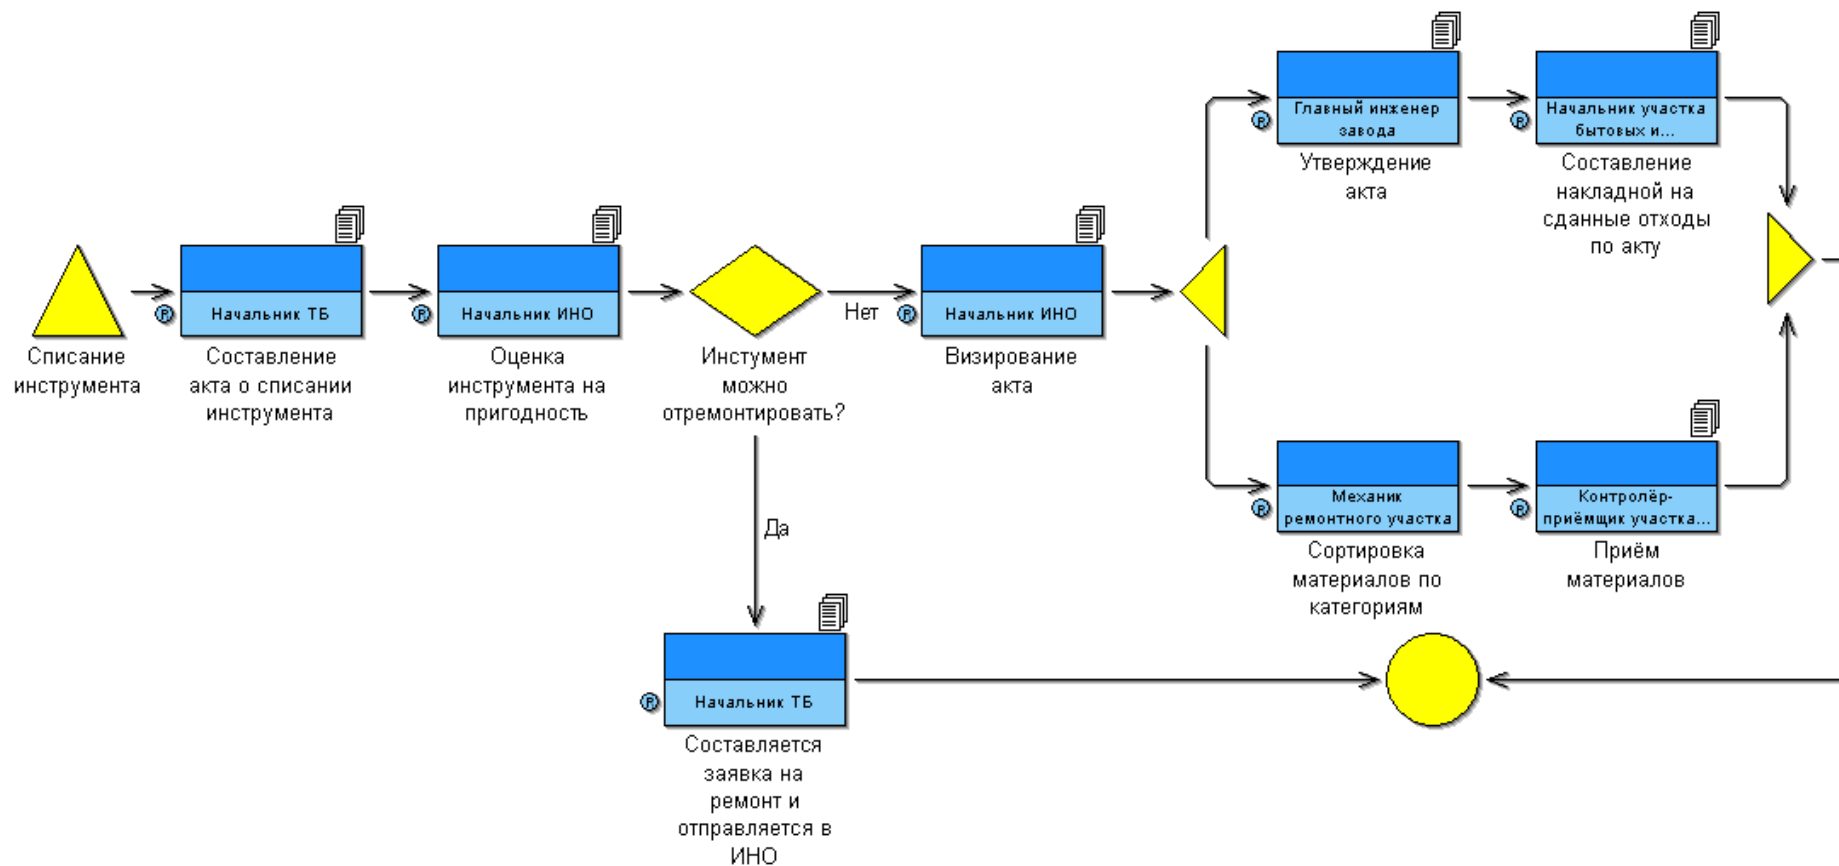 Главный инженер
завода
Утверждение
акта
Начальник участка
бытовых и...
Составление
накладной на
сданные отходы
по акту
Списание
инструмента
Начальник ТБ
Составление
акта о списании
инструмента
Начальник ИНО
Оценка
инструмента на
пригодность
Инстумент
можно
отремонтировать?
Нет
Начальник ИНО
Визирование
акта
Механик
ремонтного участка
Сортировка
материалов по
категориям
Контролёр-
приёмщик участка...
Приём
материалов
Да
Начальник ТБ
Составляется
заявка на
ремонт и
отправляется в
ИНО